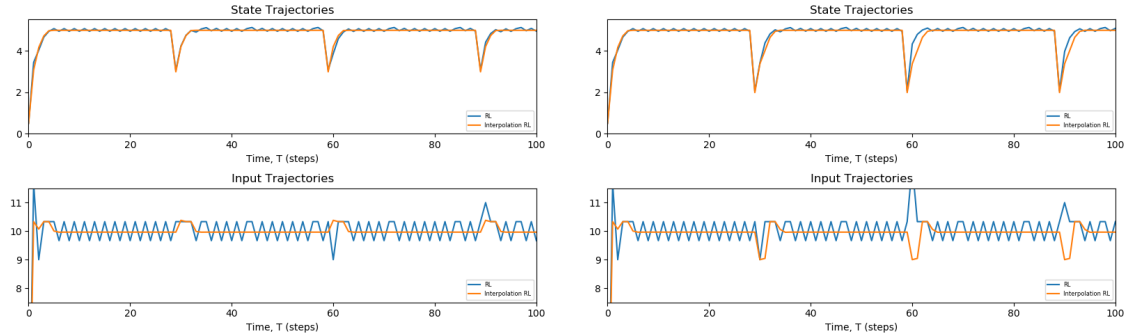 State Trajectories
4
2
0
RL
Interpolation RL
0 20 40 60 80 100
Time, T (steps)
Input Trajectories
11
10
9
8
RL
Interpolation RL
0 20 40 60 80 100
Time, T (steps)
State Trajectories
4
2
0
RL
Interpolation RL
0 20 40 60 80 100
Time, T (steps)
Input Trajectories
11
10
9
8
RL
Interpolation RL
0 20 40 60 80 100
Time, T (steps)